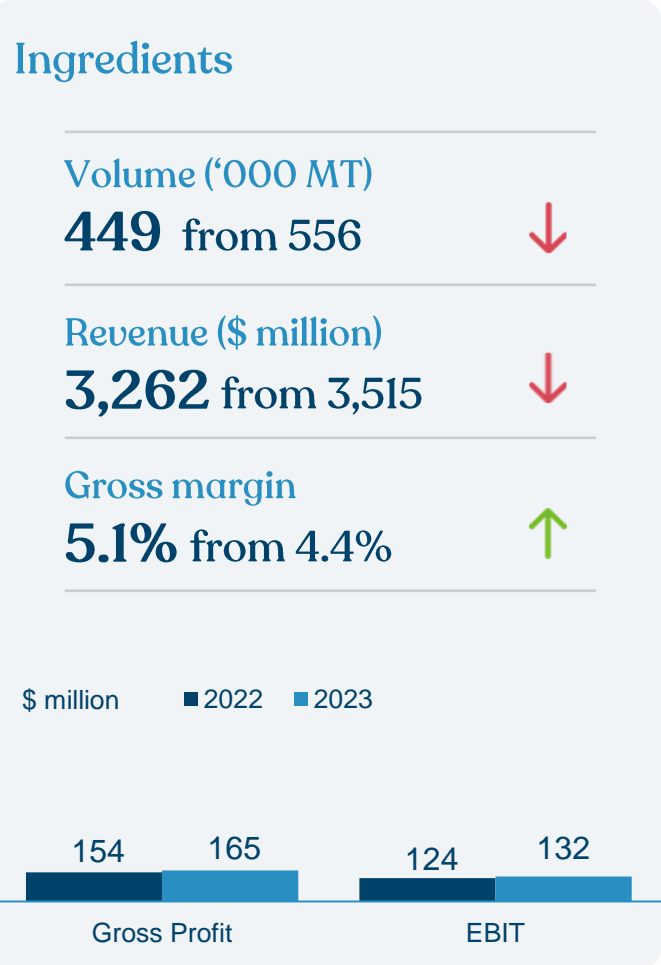 Ingredients
Volume (‘000 MT)
449 from 556
Revenue ($ million)
3,262 from 3,515
Gross margin
5.1% from 4.4%
$ million 2022 2023
154 165 124 132
Gross Profit EBIT